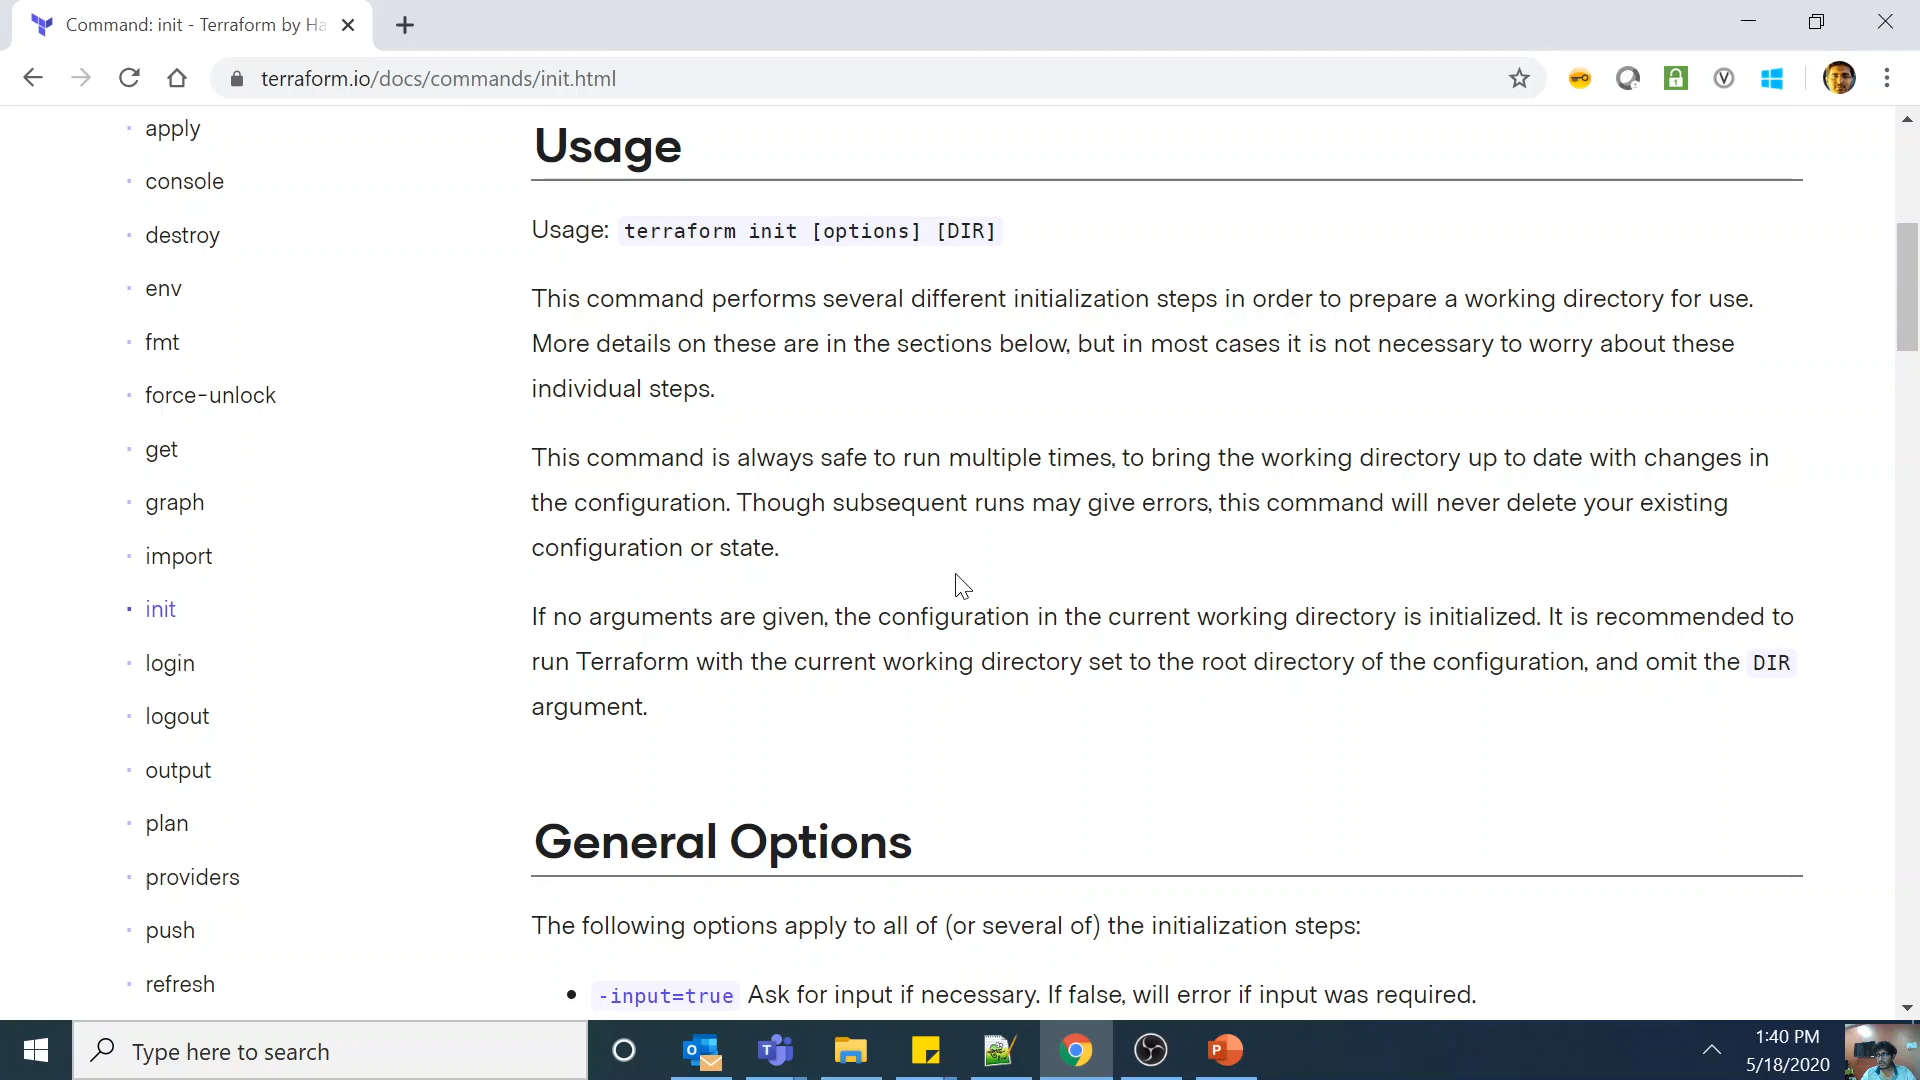 Command: init - Terraform by Ha
terraform.io/docs/commands/init.html
apply
console
destroy
env
fmt
force-unlock
get
graph
import
init
login
logout
output
plan
providers
push
refresh
Usage
Usage: terraform init [options] [DIR]
This command performs several different initialization steps in order to prepare a working directory for use.
More details on these are in the sections below, but in most cases it is not necessary to worry about these
individual steps.
This command is always safe to run multiple times, to bring the working directory up to date with changes in
the configuration. Though subsequent runs may give errors, this command will never delete your existing
configuration or state.
If no arguments are given, the configuration in the current working directory is initialized. It is recommended to
run Terraform with the current working directory set to the root directory of the configuration, and omit the DIR
argument.
General Options
The following options apply to all of (or several of) the initialization steps:
-input=true Ask for input if necessary. If false, will error if input was required.
Type here to search
1:40 PM
5/18/2020